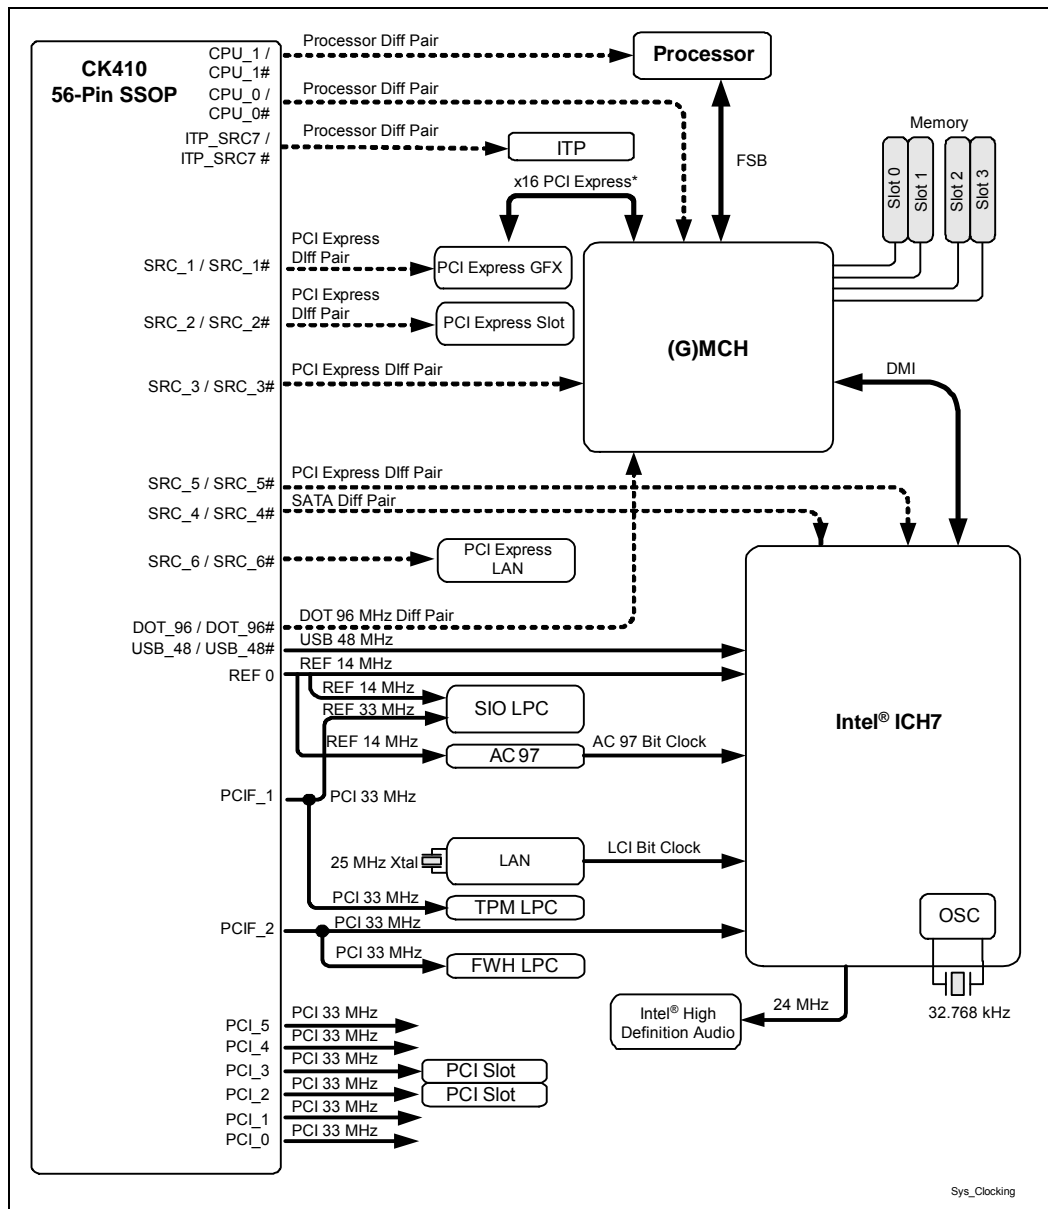 CK410
56-Pin SSOP
CPU_1 /
CPU_1#
CPU_0 /
CPU_0#
ITP_SRC7 /
ITP_SRC7 #
Processor Diff Pair
Processor Diff Pair
Processor Diff Pair
Processor
ITP
FSB
Memory
Slot 0
Slot 1
Slot 2
Slot 3
x16 PCI Express*
SRC_1 / SRC_1#
PCI Express
DIff Pair
PCI Express GFX
SRC_2 / SRC_2#
PCI Express
DIff Pair
PCI Express Slot
(G)MCH
SRC_3 / SRC_3#
PCI Express DIff Pair
DMI
SRC_5 / SRC_5#
PCI Express DIff Pair
SRC_4 / SRC_4#
SATA Diff Pair
SRC_6 / SRC_6#
PCI Express
LAN
DOT_96 / DOT_96#
DOT 96 MHz Diff Pair
USB_48 / USB_48#
USB 48 MHz
REF 0
REF 14 MHz
REF 14 MHz
REF 33 MHz
SIO LPC
REF 14 MHz
AC 97
AC 97 Bit Clock
Intel® ICH7
PCIF_1
PCI 33 MHz
25 MHz Xtal
LAN
LCI Bit Clock
PCI 33 MHz
TPM LPC
PCIF_2
PCI 33 MHz
PCI 33 MHz
FWH LPC
OSC
32.768 kHz
Intel® High
Definition Audio
24 MHz
PCI_5
PCI 33 MHz
PCI_4
PCI 33 MHz
PCI_3
PCI 33 MHz
PCI Slot
PCI_2
PCI 33 MHz
PCI Slot
PCI_1
PCI 33 MHz
PCI_0
PCI 33 MHz
Sys_Clocking